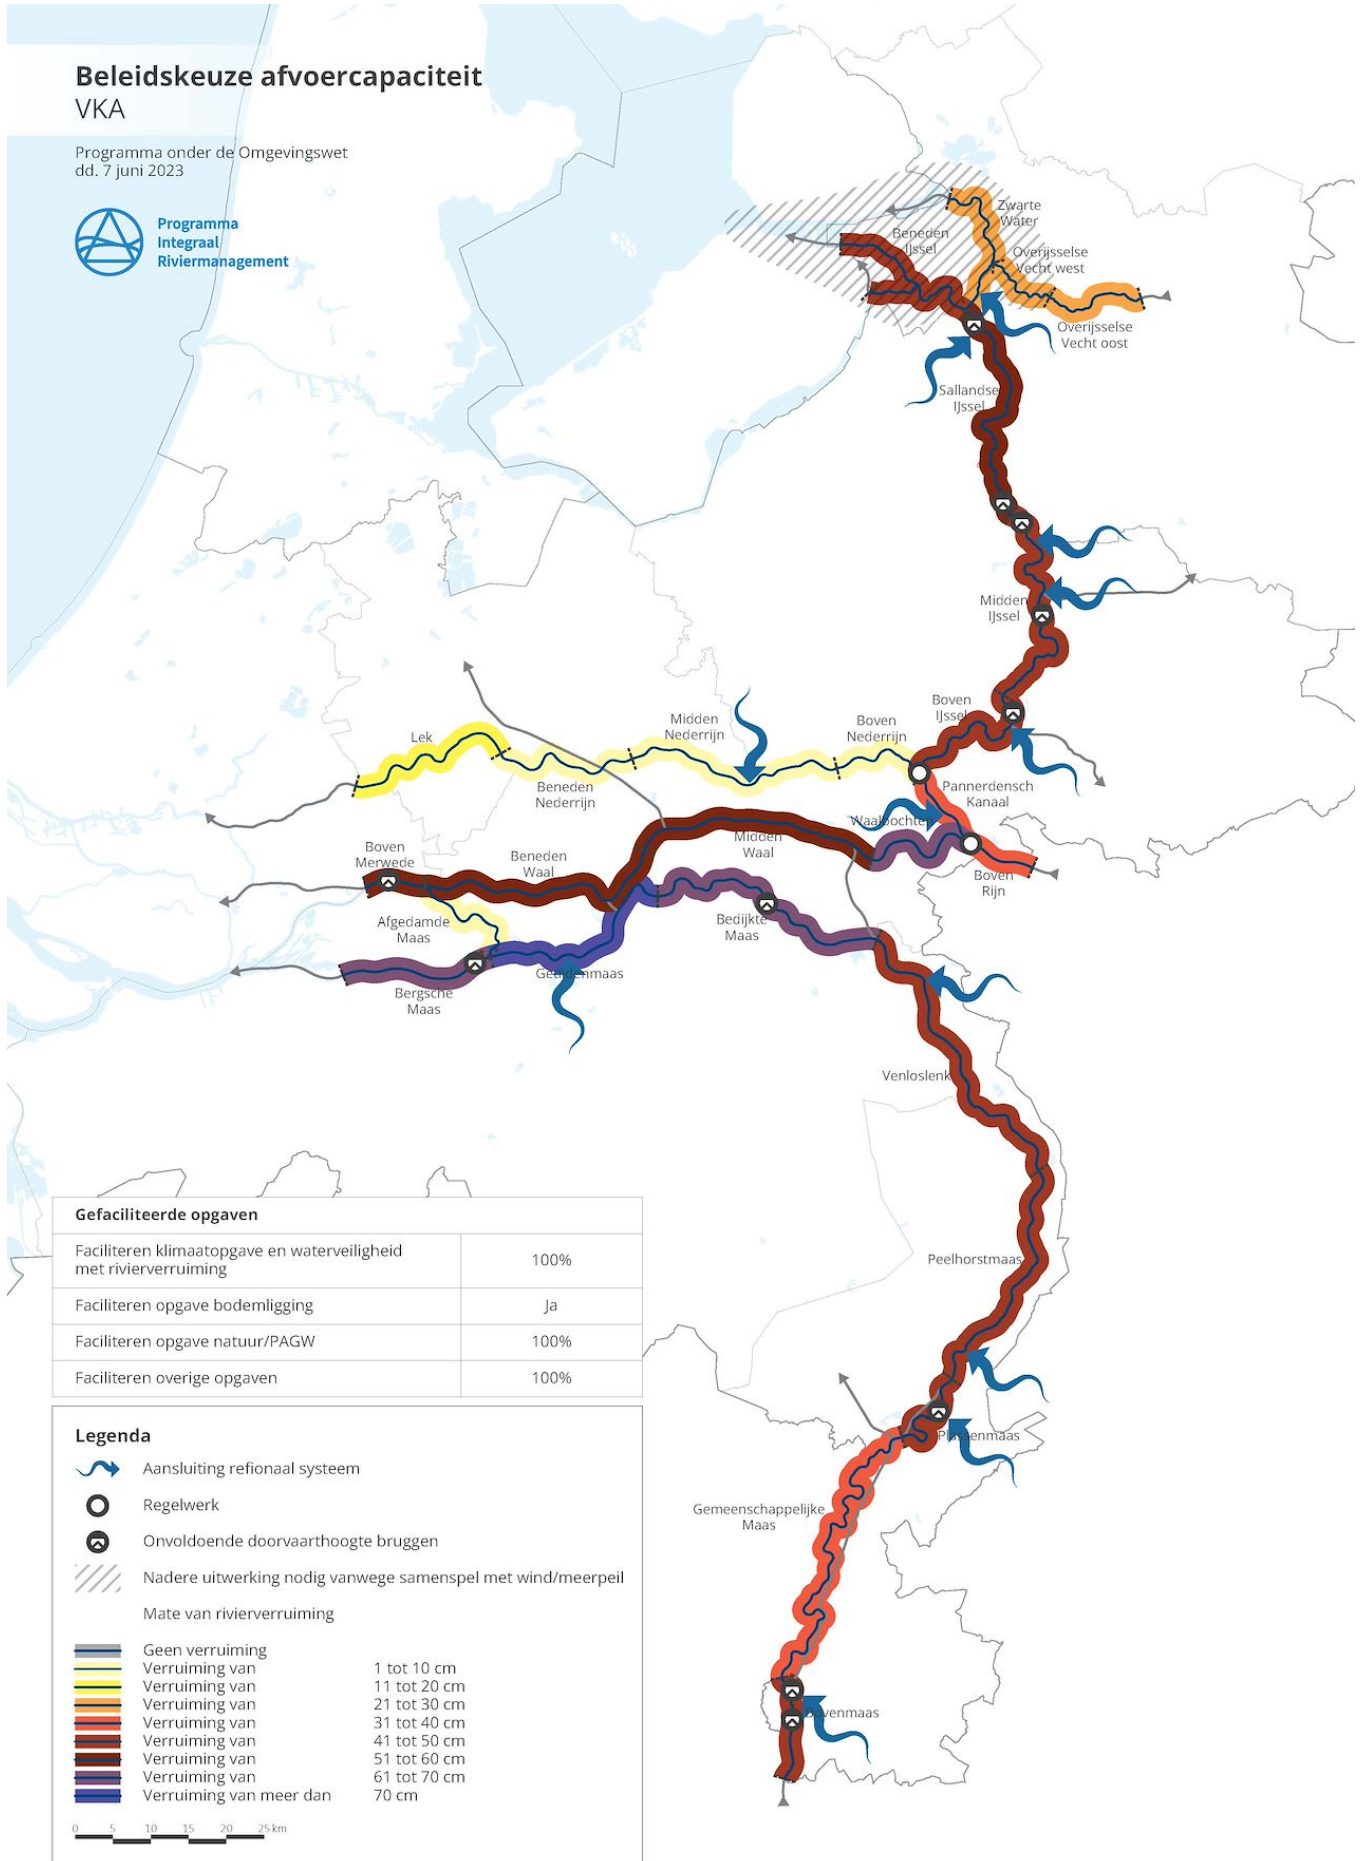 Beleidskeuze afvoercapaciteit
VKA
Programma onder de Omgevingswet
dd. 7 juni 2023
Programma
Integraal
Riviermanagement
Zwarte
Water
Beneden
IJssel
Overijsselse
Vecht west
Overijsselse
Vecht oost
Sallandse
IJssel
Midden
IJssel
Boven
IJssel
Lek
Midden
Nederrijn
Boven
Nederrijn
Beneden
Nederrijn
Pannerdensch
Kanaal
Waalbochten
Midden
Waal
Boven
Rijn
Boven
Merwede
Beneden
Waal
Afgedamde
Maas
Bedijkte
Maas
Getijdenmaas
Bergsche
Maas
Venloslenk
Peelhorstmaas
Plassenmaas
Gemeenschappelijke
Maas
Bovenmaas
Gefaciliteerde opgaven
Faciliteren klimaatopgave en waterveiligheid
met rivierverruiming 100%
Faciliteren opgave bodemligging Ja
Faciliteren opgave natuur/PAGW 100%
Faciliteren overige opgaven 100%
Legenda
Aansluiting refionaal systeem
Regelwerk
Onvoldoende doorvaarthoogte bruggen
Nadere uitwerking nodig vanwege samenspel met wind/meerpeil
Mate van rivierverruiming
Geen verruiming
Verruiming van 1 tot 10 cm
Verruiming van 11 tot 20 cm
Verruiming van 21 tot 30 cm
Verruiming van 31 tot 40 cm
Verruiming van 41 tot 50 cm
Verruiming van 51 tot 60 cm
Verruiming van 61 tot 70 cm
Verruiming van meer dan 70 cm
0 5 10 15 20 25 km